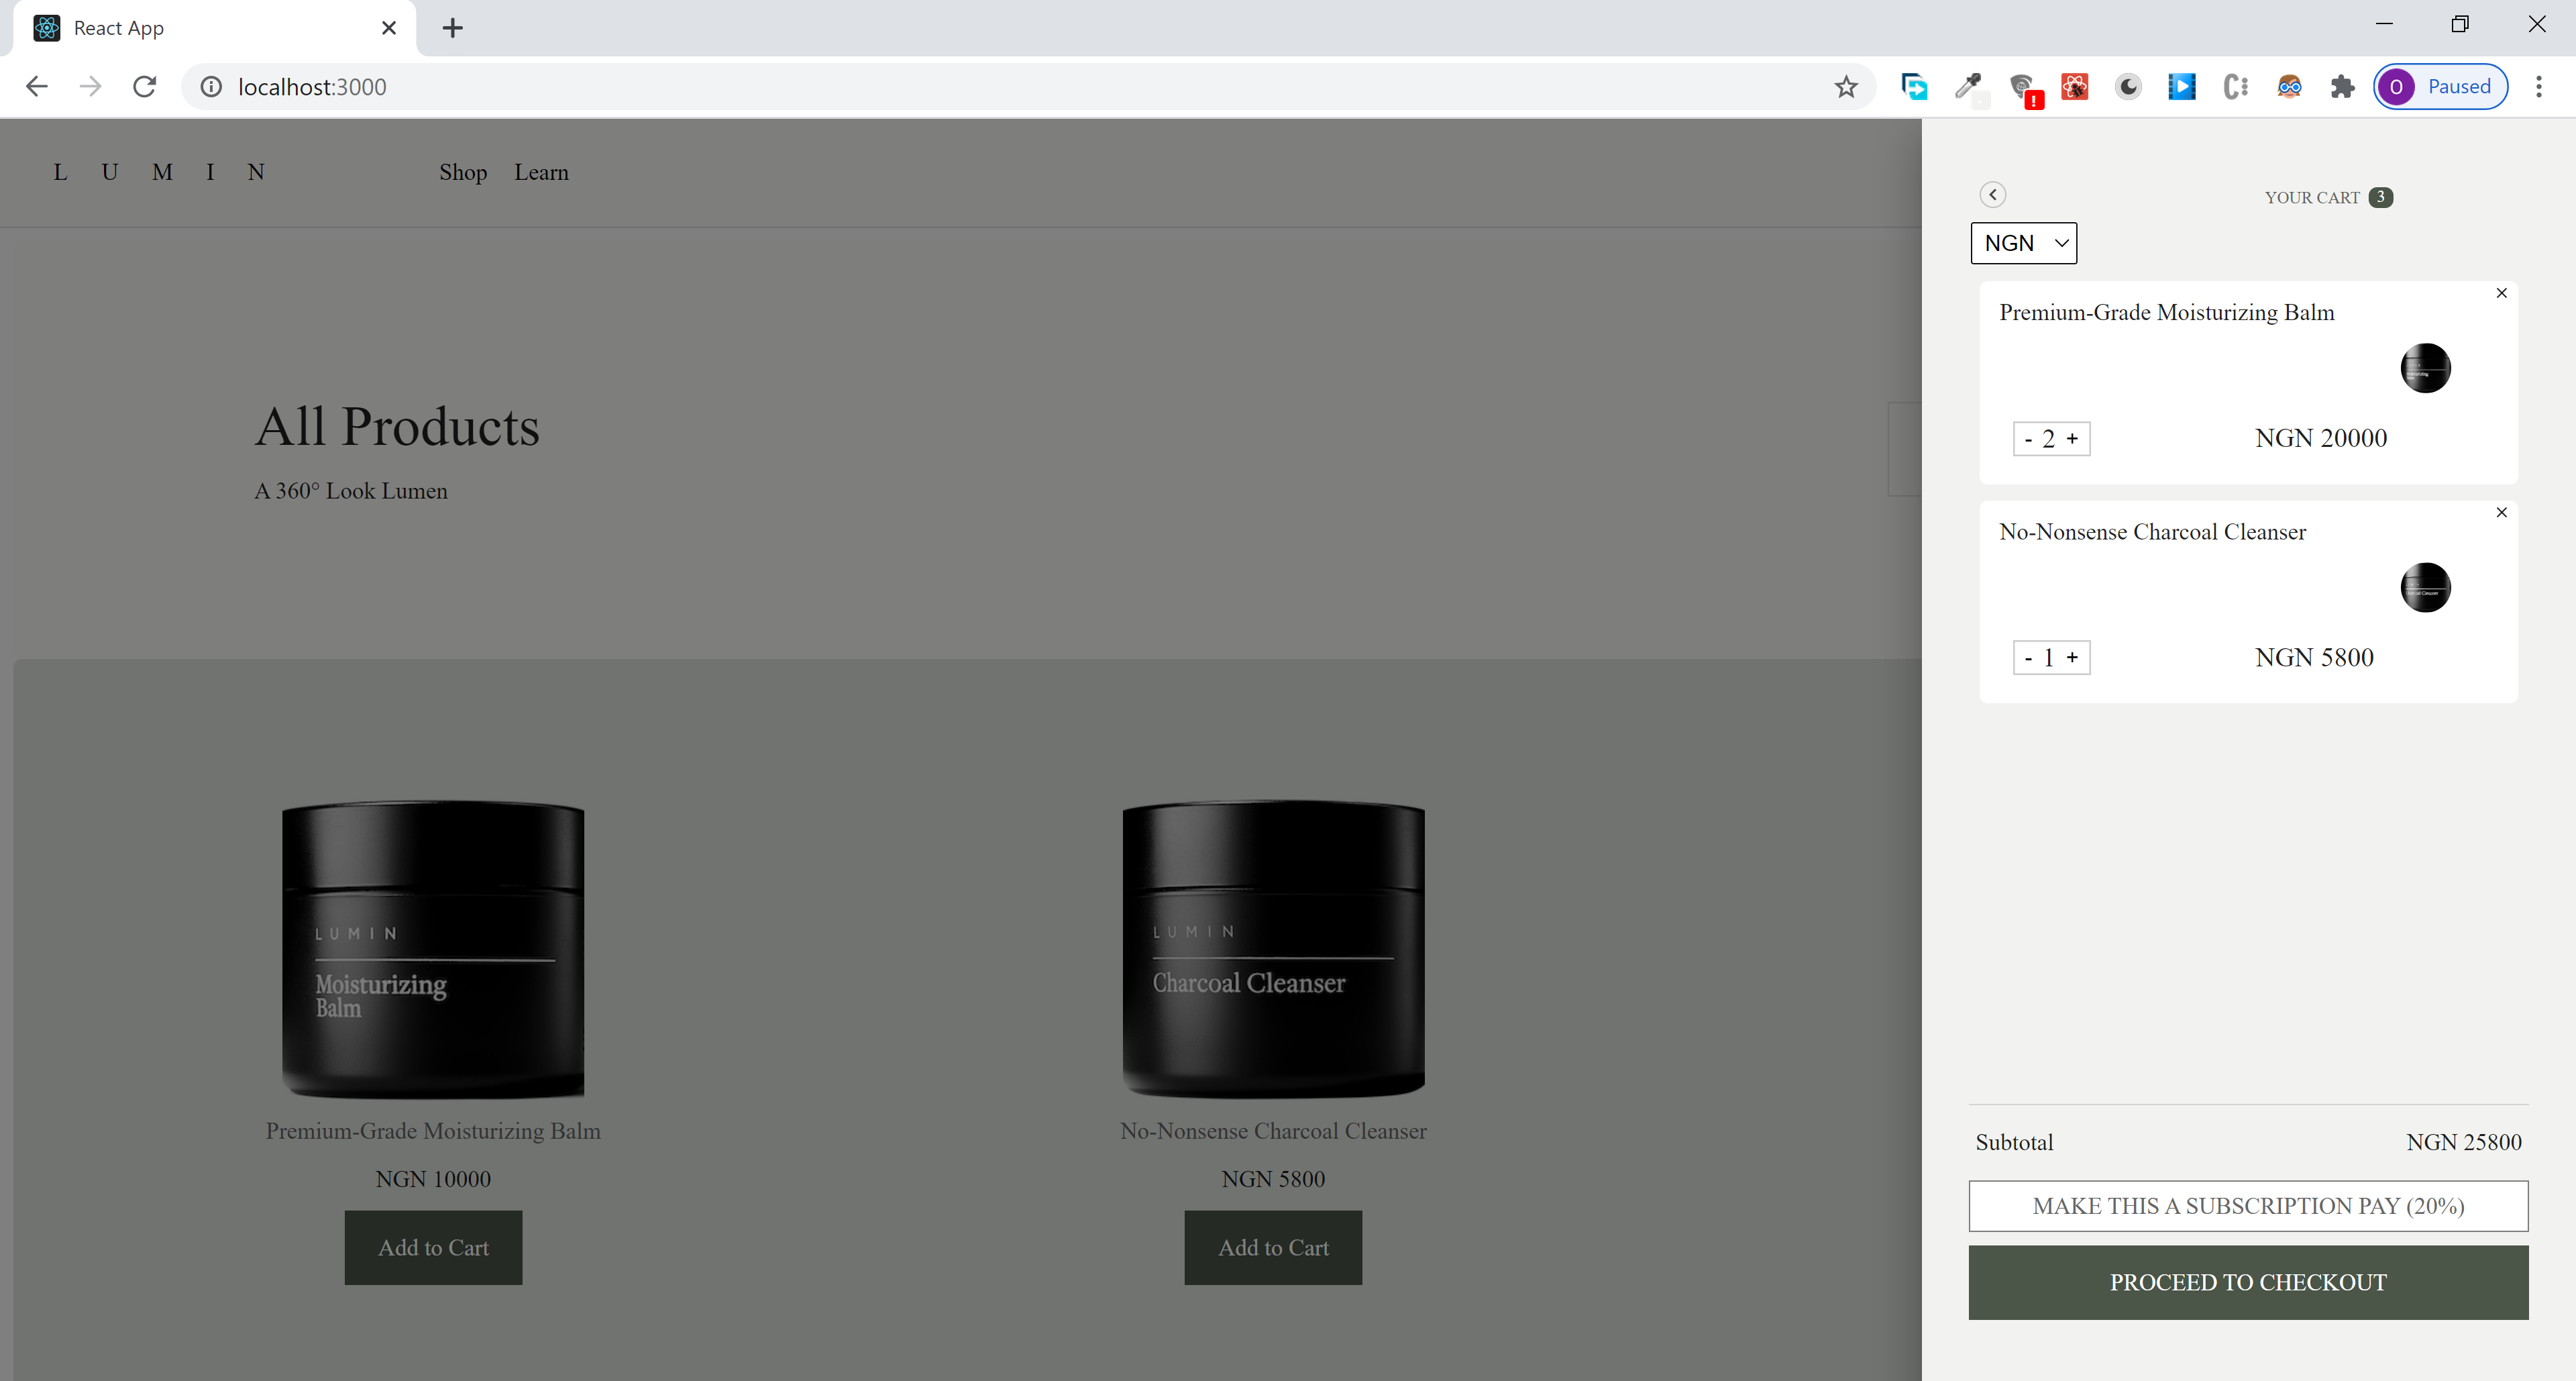 React App
localhost:3000
O Paused
L U M I N
Shop Learn
All Products
A 360° Look Lumen
LUMIN
Moisturizing
Balm
Premium-Grade Moisturizing Balm
NGN 10000
Add to Cart
LUMIN
Charcoal Cleanser
No-Nonsense Charcoal Cleanser
NGN 5800
Add to Cart
YOUR CART 3
NGN
Premium-Grade Moisturizing Balm
- 2 +
NGN 20000
No-Nonsense Charcoal Cleanser
- 1 +
NGN 5800
Subtotal NGN 25800
MAKE THIS A SUBSCRIPTION PAY (20%)
PROCEED TO CHECKOUT